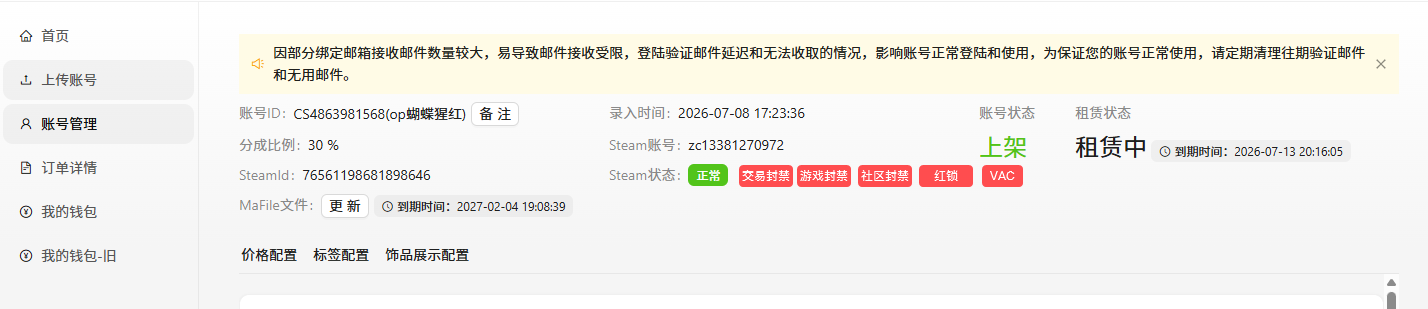 首页
上传账号
账号管理
订单详情
我的钱包
我的钱包-旧
因部分绑定邮箱接收邮件数量较大，易导致邮件接收受限，登陆验证邮件延迟和无法收取的情况，影响账号正常登陆和使用，为保证您的账号正常使用，请定期清理往期验证邮件
和无用邮件。
账号ID：CS4863981568(op蝴蝶猩红) 备 注 录入时间：2026-07-08 17:23:36 账号状态 租赁状态
分成比例：30 % Steam账号：zc13381270972 上架 租赁中 到期时间：2026-07-13 20:16:05
SteamId：76561198681898646 Steam状态：正常 交易封禁 游戏封禁 社区封禁 红锁 VAC
MaFile文件：更 新 到期时间：2027-02-04 19:08:39
价格配置 标签配置 饰品展示配置